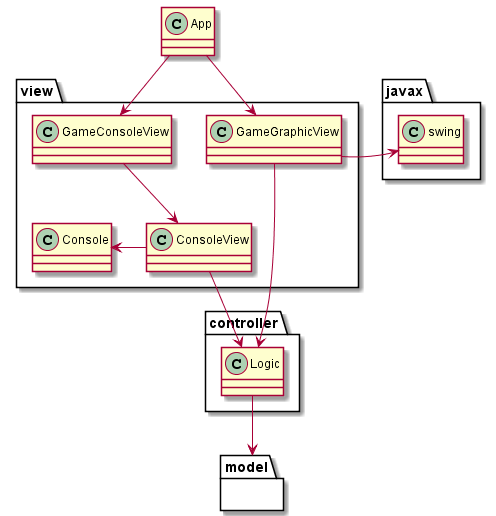 C App
view
javax
C GameConsoleView
C GameGraphicView
C swing
C Console
C ConsoleView
controller
C Logic
model